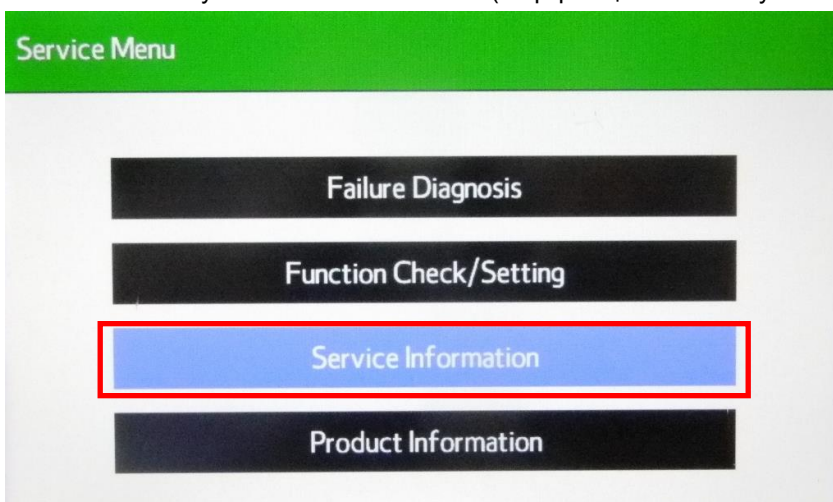 Service Menu
Failure Diagnosis
Function Check/Setting
Service Information
Product Information